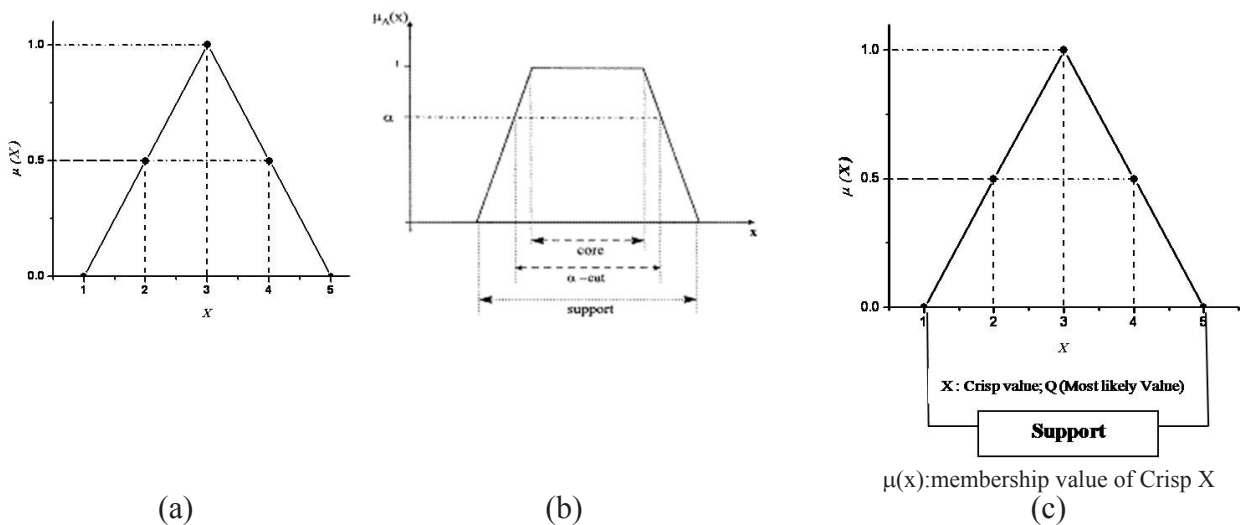 1.0
0.5
0.0
μ(X)
1 2 3 4 5
X
(a)
μA(x)
1
α
x
core
α-cut
support
(b)
1.0
0.5
0.0
μ(X)
1 2 3 4 5
X
X : Crisp value; Q (Most likely Value)
Support
μ(x):membership value of Crisp X
(c)